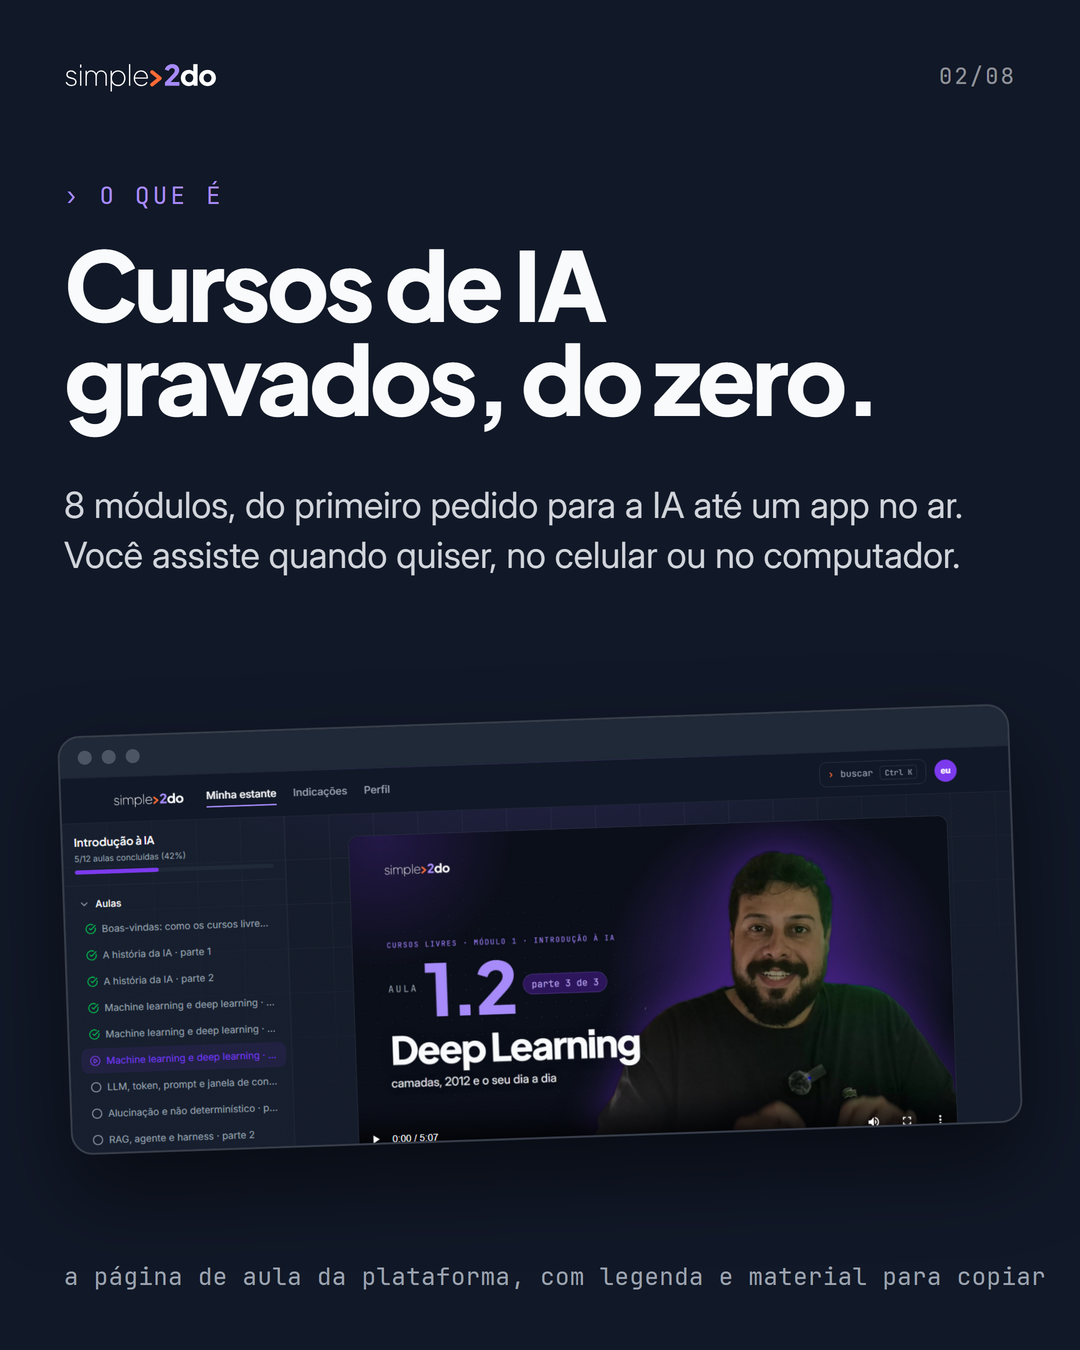 simple›2do
02/08
› O QUE É
Cursos de IA
gravados, do zero.
8 módulos, do primeiro pedido para a IA até um app no ar.
Você assiste quando quiser, no celular ou no computador.
simple›2do
Minha estante
Indicações
Perfil
› buscar
Ctrl K
eu
Introdução à IA
5/12 aulas concluídas (42%)
Aulas
Boas-vindas: como os cursos livre...
A história da IA · parte 1
A história da IA · parte 2
Machine learning e deep learning · ...
Machine learning e deep learning · ...
Machine learning e deep learning · ...
LLM, token, prompt e janela de con...
Alucinação e não determinístico · p...
RAG, agente e harness · parte 2
simple›2do
CURSOS LIVRES · MÓDULO 1 · INTRODUÇÃO À IA
AULA 1.2 parte 3 de 3
Deep Learning
camadas, 2012 e o seu dia a dia
0:00 / 5:07
a página de aula da plataforma, com legenda e material para copiar